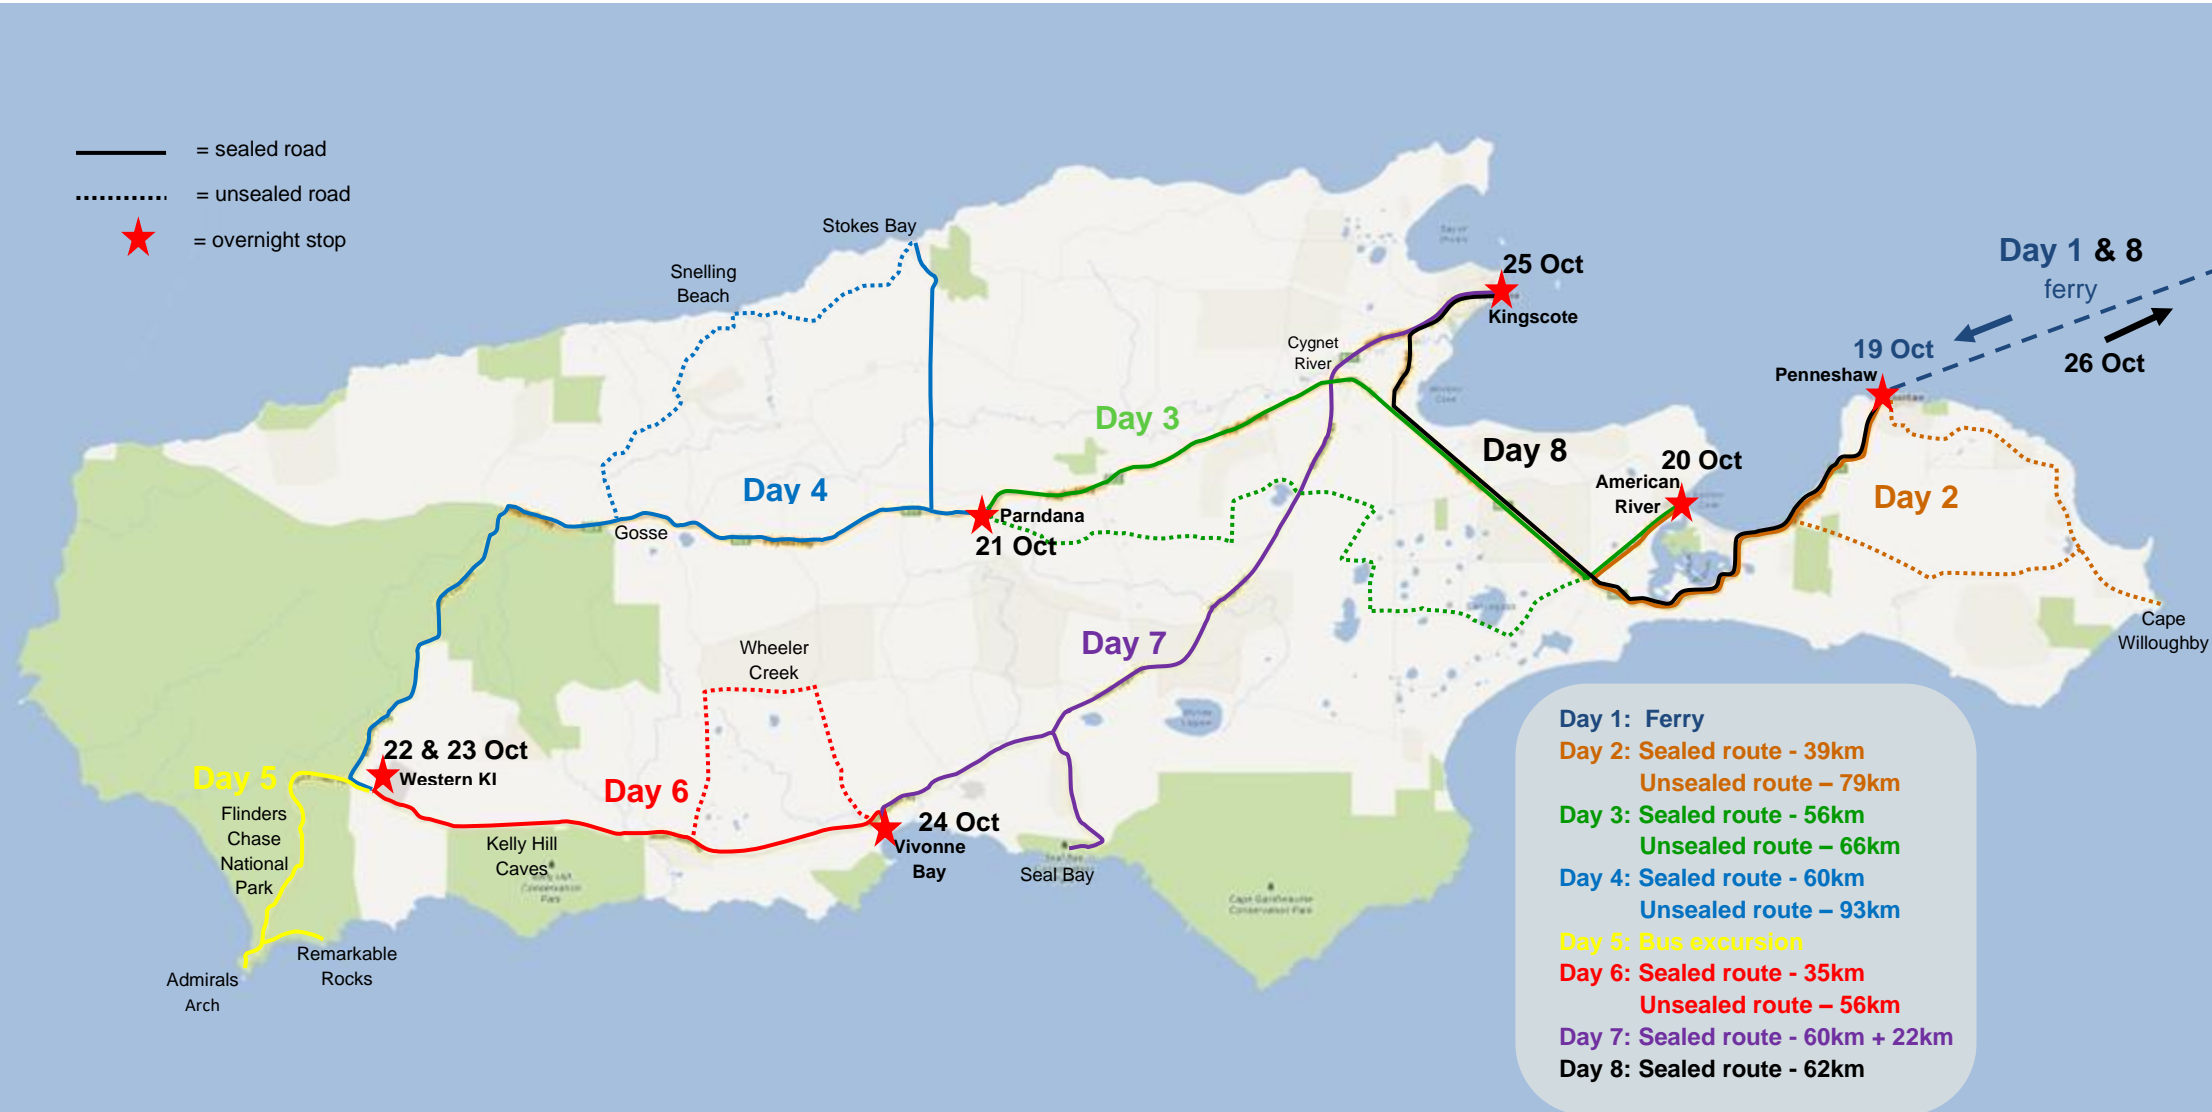 = sealed road
= unsealed road
= overnight stop
Stokes Bay
Snelling
Beach
25 Oct
Kingscote
Day 1 & 8
ferry
Cygnet
River
19 Oct
Penneshaw
26 Oct
Day 3
Day 8
20 Oct
American
River
Day 2
Day 4
Gosse
Parndana
21 Oct
Cape
Willoughby
Wheeler
Creek
Day 7
22 & 23 Oct
Western KI
Day 5
Day 6
Flinders
Chase
National
Park
Kelly Hill
Caves
24 Oct
Vivonne
Bay
Seal Bay
Remarkable
Rocks
Admirals
Arch
Cape Gantheaume
Conservation Park
Day 1: Ferry
Day 2: Sealed route - 39km
Unsealed route – 79km
Day 3: Sealed route - 56km
Unsealed route – 66km
Day 4: Sealed route - 60km
Unsealed route – 93km
Day 5: Bus excursion
Day 6: Sealed route - 35km
Unsealed route – 56km
Day 7: Sealed route - 60km + 22km
Day 8: Sealed route - 62km